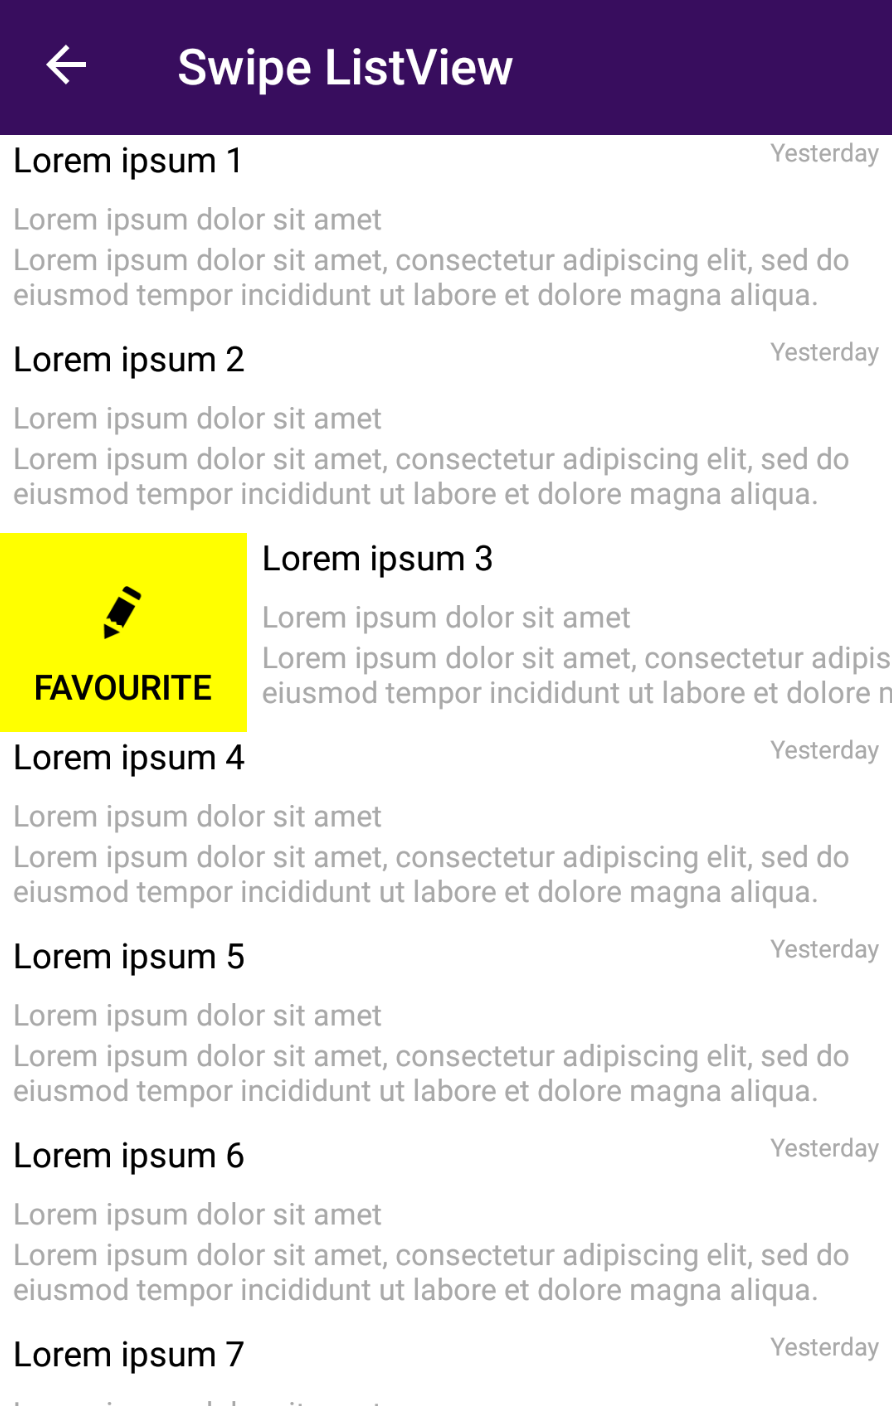 Swipe ListView
Lorem ipsum 1
Yesterday
Lorem ipsum dolor sit amet
Lorem ipsum dolor sit amet, consectetur adipiscing elit, sed do
eiusmod tempor incididunt ut labore et dolore magna aliqua.
Lorem ipsum 2
Yesterday
Lorem ipsum dolor sit amet
Lorem ipsum dolor sit amet, consectetur adipiscing elit, sed do
eiusmod tempor incididunt ut labore et dolore magna aliqua.
FAVOURITE
Lorem ipsum 3
Lorem ipsum dolor sit amet
Lorem ipsum dolor sit amet, consectetur adipis
eiusmod tempor incididunt ut labore et dolore
Lorem ipsum 4
Yesterday
Lorem ipsum dolor sit amet
Lorem ipsum dolor sit amet, consectetur adipiscing elit, sed do
eiusmod tempor incididunt ut labore et dolore magna aliqua.
Lorem ipsum 5
Yesterday
Lorem ipsum dolor sit amet
Lorem ipsum dolor sit amet, consectetur adipiscing elit, sed do
eiusmod tempor incididunt ut labore et dolore magna aliqua.
Lorem ipsum 6
Yesterday
Lorem ipsum dolor sit amet
Lorem ipsum dolor sit amet, consectetur adipiscing elit, sed do
eiusmod tempor incididunt ut labore et dolore magna aliqua.
Lorem ipsum 7
Yesterday